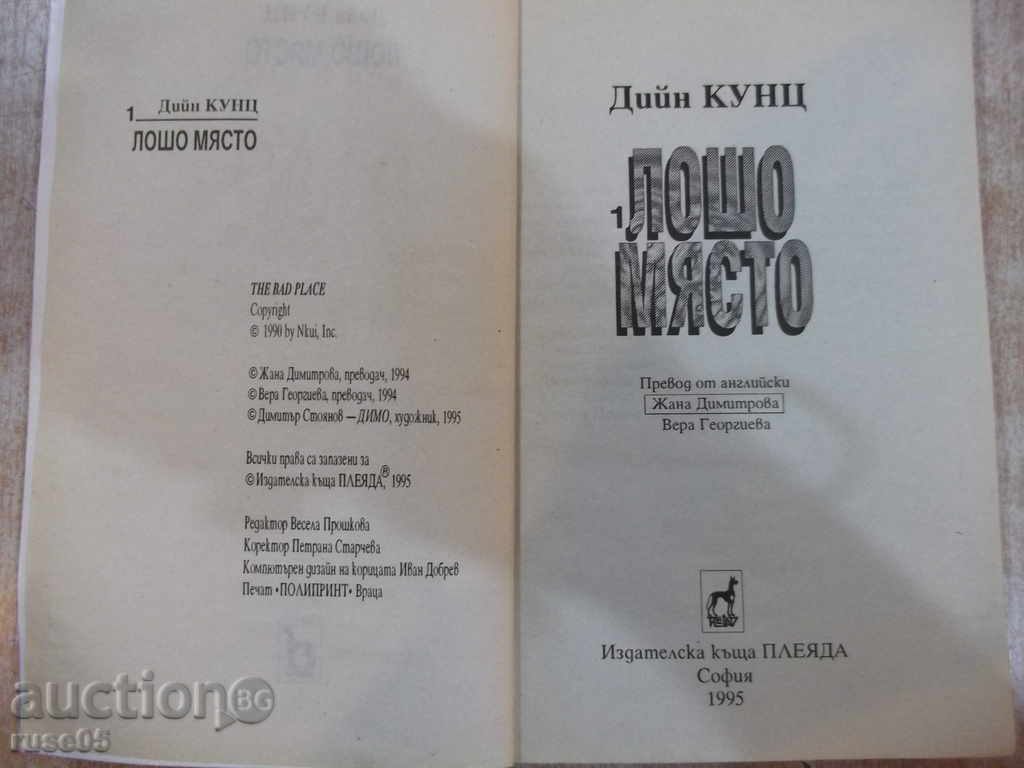 1 Дийн КУНЦ
ЛОШО МЯСТО
THE BAD PLACE
Copyright
© 1990 by Nkui, Inc.
© Жана Димитрова, преводач, 1994
© Вера Георгиева, преводач, 1994
© Димитър Стоянов — ДИМО, художник, 1995
Всички права са запазени за
© Издателска къща ПЛЕЯДА®, 1995
Редактор Весела Прошкова
Коректор Петрана Старчева
Компютърен дизайн на корицата Иван Добрев
Печат •ПОЛИПРИНТ• Враца
Дийн КУНЦ
1 ЛОШО
МЯСТО
Превод от английски
Жана Димитрова
Вера Георгиева
Издателска къща ПЛЕЯДА
София
1995
auction BG
ruse05